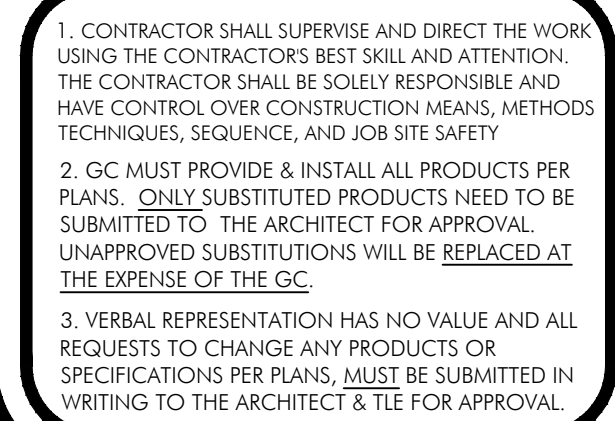 1. CONTRACTOR SHALL SUPERVISE AND DIRECT THE WORK
USING THE CONTRACTOR'S BEST SKILL AND ATTENTION.
THE CONTRACTOR SHALL BE SOLELY RESPONSIBLE AND
HAVE CONTROL OVER CONSTRUCTION MEANS, METHODS
TECHNIQUES, SEQUENCE, AND JOB SITE SAFETY
2. GC MUST PROVIDE & INSTALL ALL PRODUCTS PER
PLANS. ONLY SUBSTITUTED PRODUCTS NEED TO BE
SUBMITTED TO THE ARCHITECT FOR APPROVAL.
UNAPPROVED SUBSTITUTIONS WILL BE REPLACED AT
THE EXPENSE OF THE GC.
3. VERBAL REPRESENTATION HAS NO VALUE AND ALL
REQUESTS TO CHANGE ANY PRODUCTS OR
SPECIFICATIONS PER PLANS, MUST BE SUBMITTED IN
WRITING TO THE ARCHITECT & TLE FOR APPROVAL.